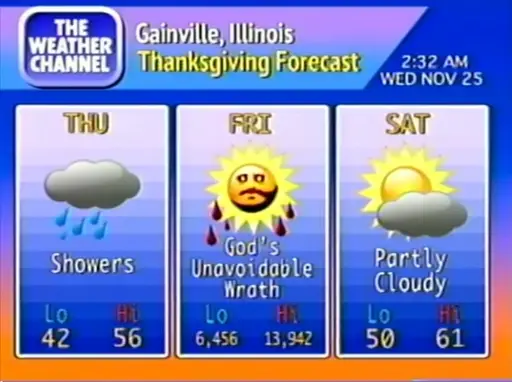 THE
WEATHER
CHANNEL
Gainville, Illinois
Thanksgiving Forecast
2:32 AM
WED NOV 25
THU
Showers
Lo Hi
42 56
FRI
God's
Unavoidable
Wrath
Lo Hi
6,456 13,942
SAT
Partly
Cloudy
Lo Hi
50 61